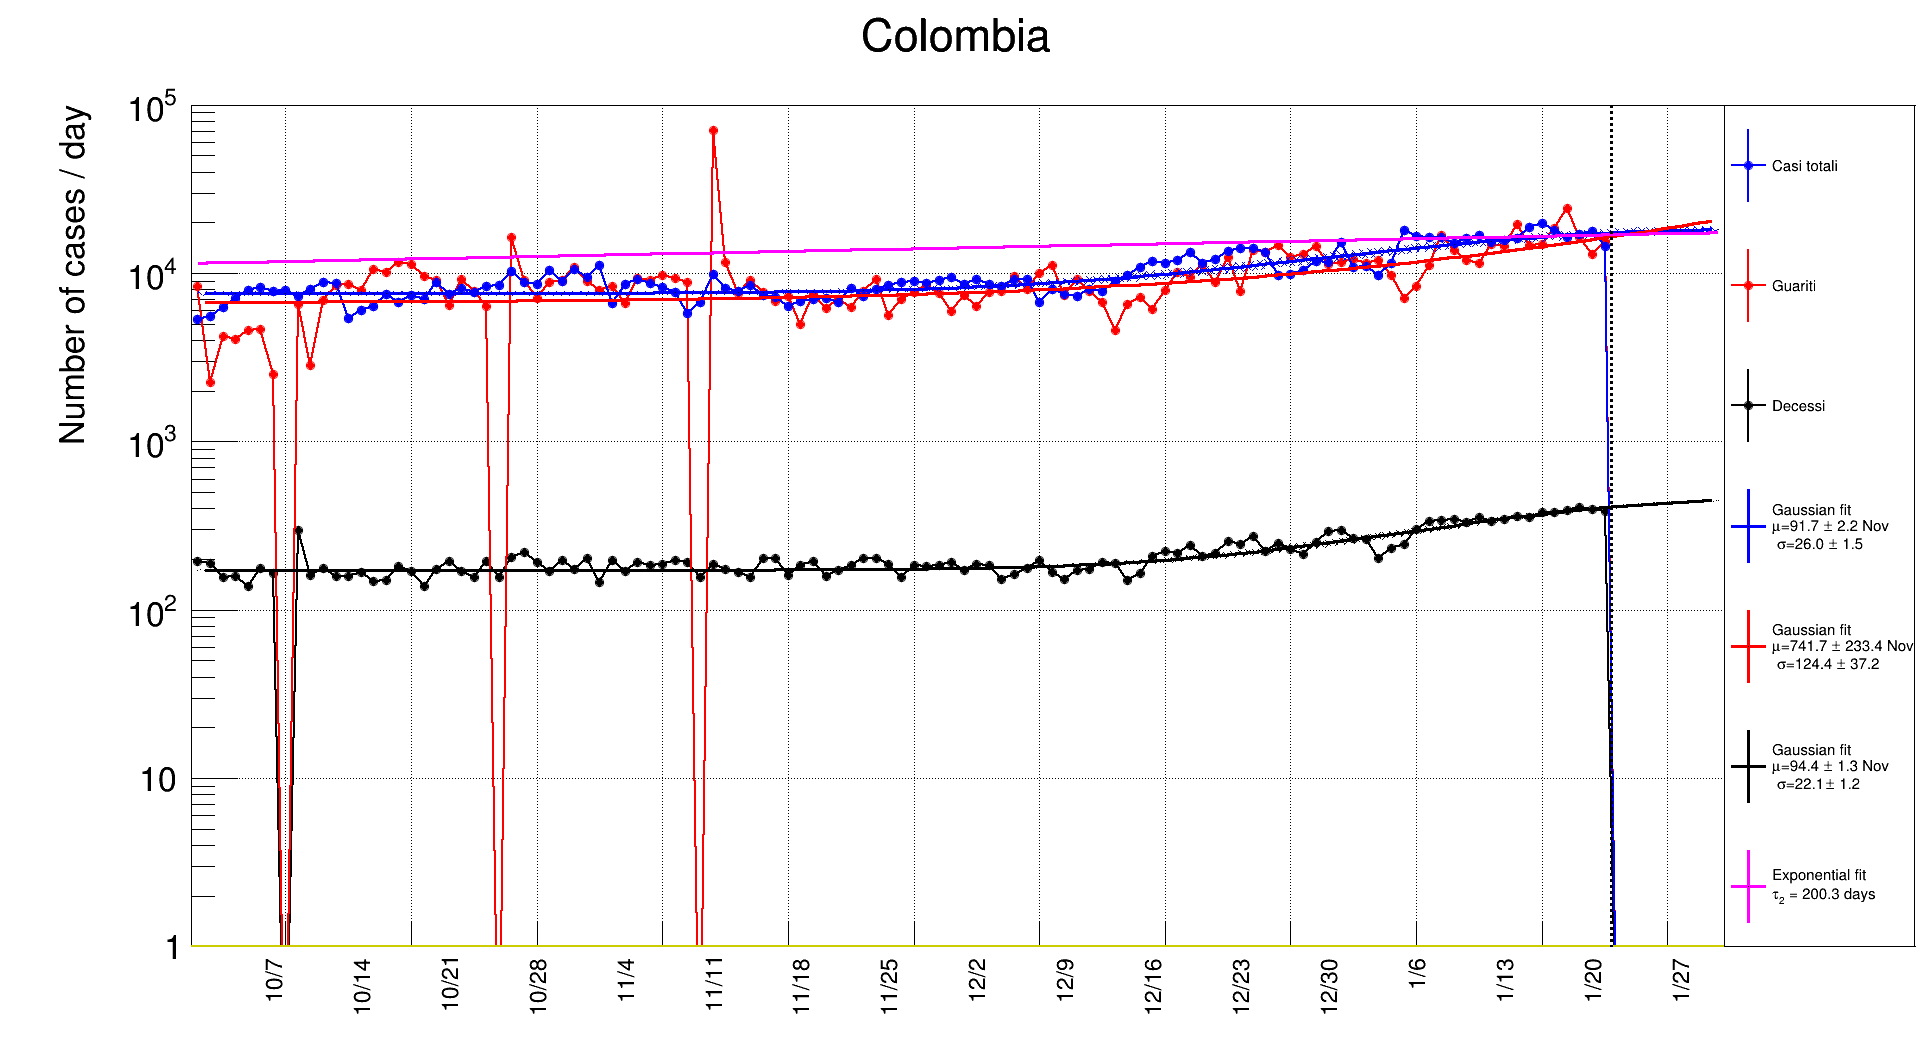 Colombia
Number of cases / day
10^5
10^4
10^3
10^2
10
1
10/7
10/14
10/21
10/28
11/4
11/11
11/18
11/25
12/2
12/9
12/16
12/23
12/30
1/6
1/13
1/20
1/27
Casi totali
Guariti
Decessi
Gaussian fit
μ=91.7 ± 2.2 Nov
σ=26.0 ± 1.5
Gaussian fit
μ=741.7 ± 233.4 Nov
σ=124.4 ± 37.2
Gaussian fit
μ=94.4 ± 1.3 Nov
σ=22.1 ± 1.2
Exponential fit
τ₂ = 200.3 days